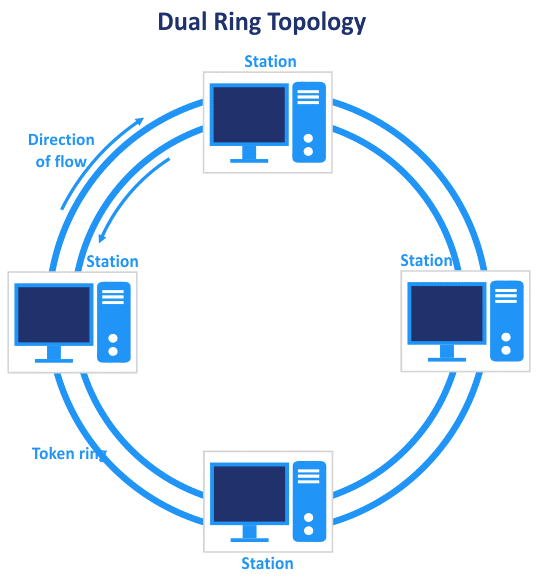 Dual Ring Topology
Station
Direction
of flow
Station
Station
Token ring
Station